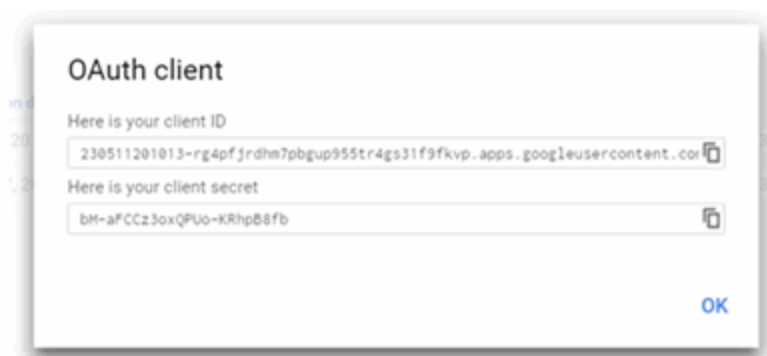 OAuth client
Here is your client ID
230511201013-rg4pfjrdhm7pbgup955tr4gs31f9fkvp.apps.googleusercontent.cor
Here is your client secret
bM-aFCCz3oxQPUo-KRhpB8fb
OK